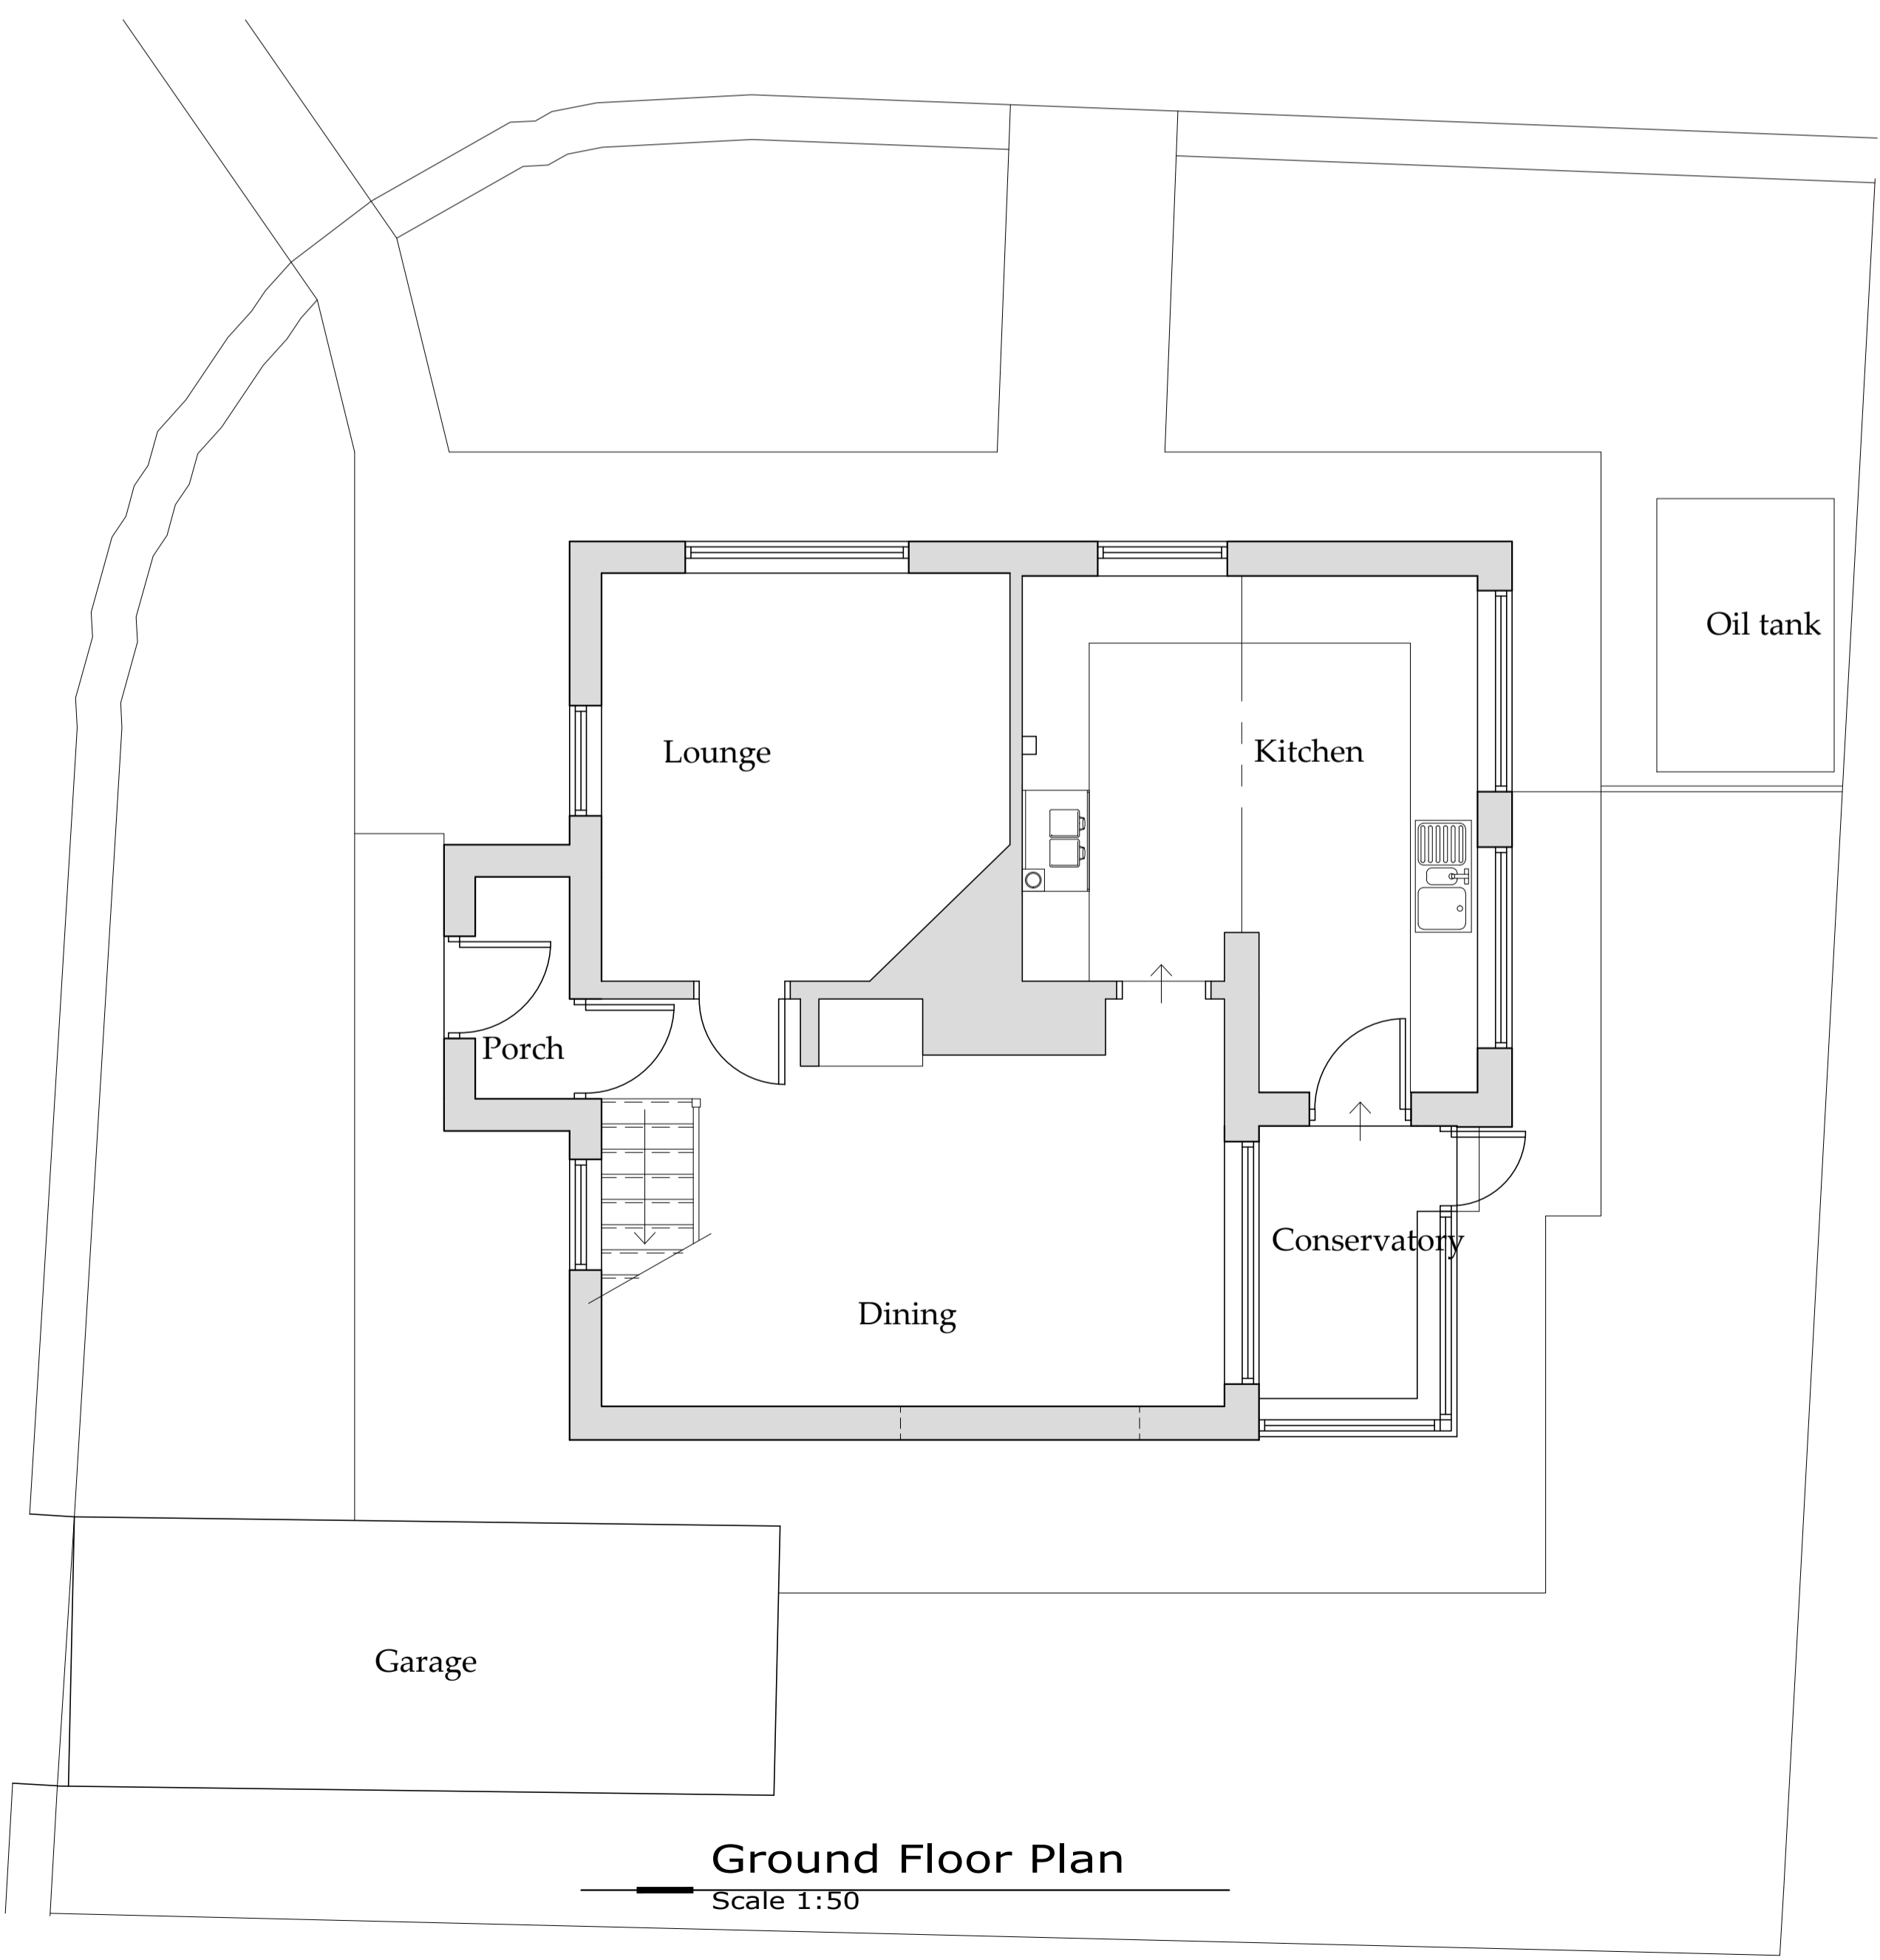 Oil tank
Lounge
Kitchen
Porch
Conservatory
Dining
Garage
Ground Floor Plan
Scale 1:50